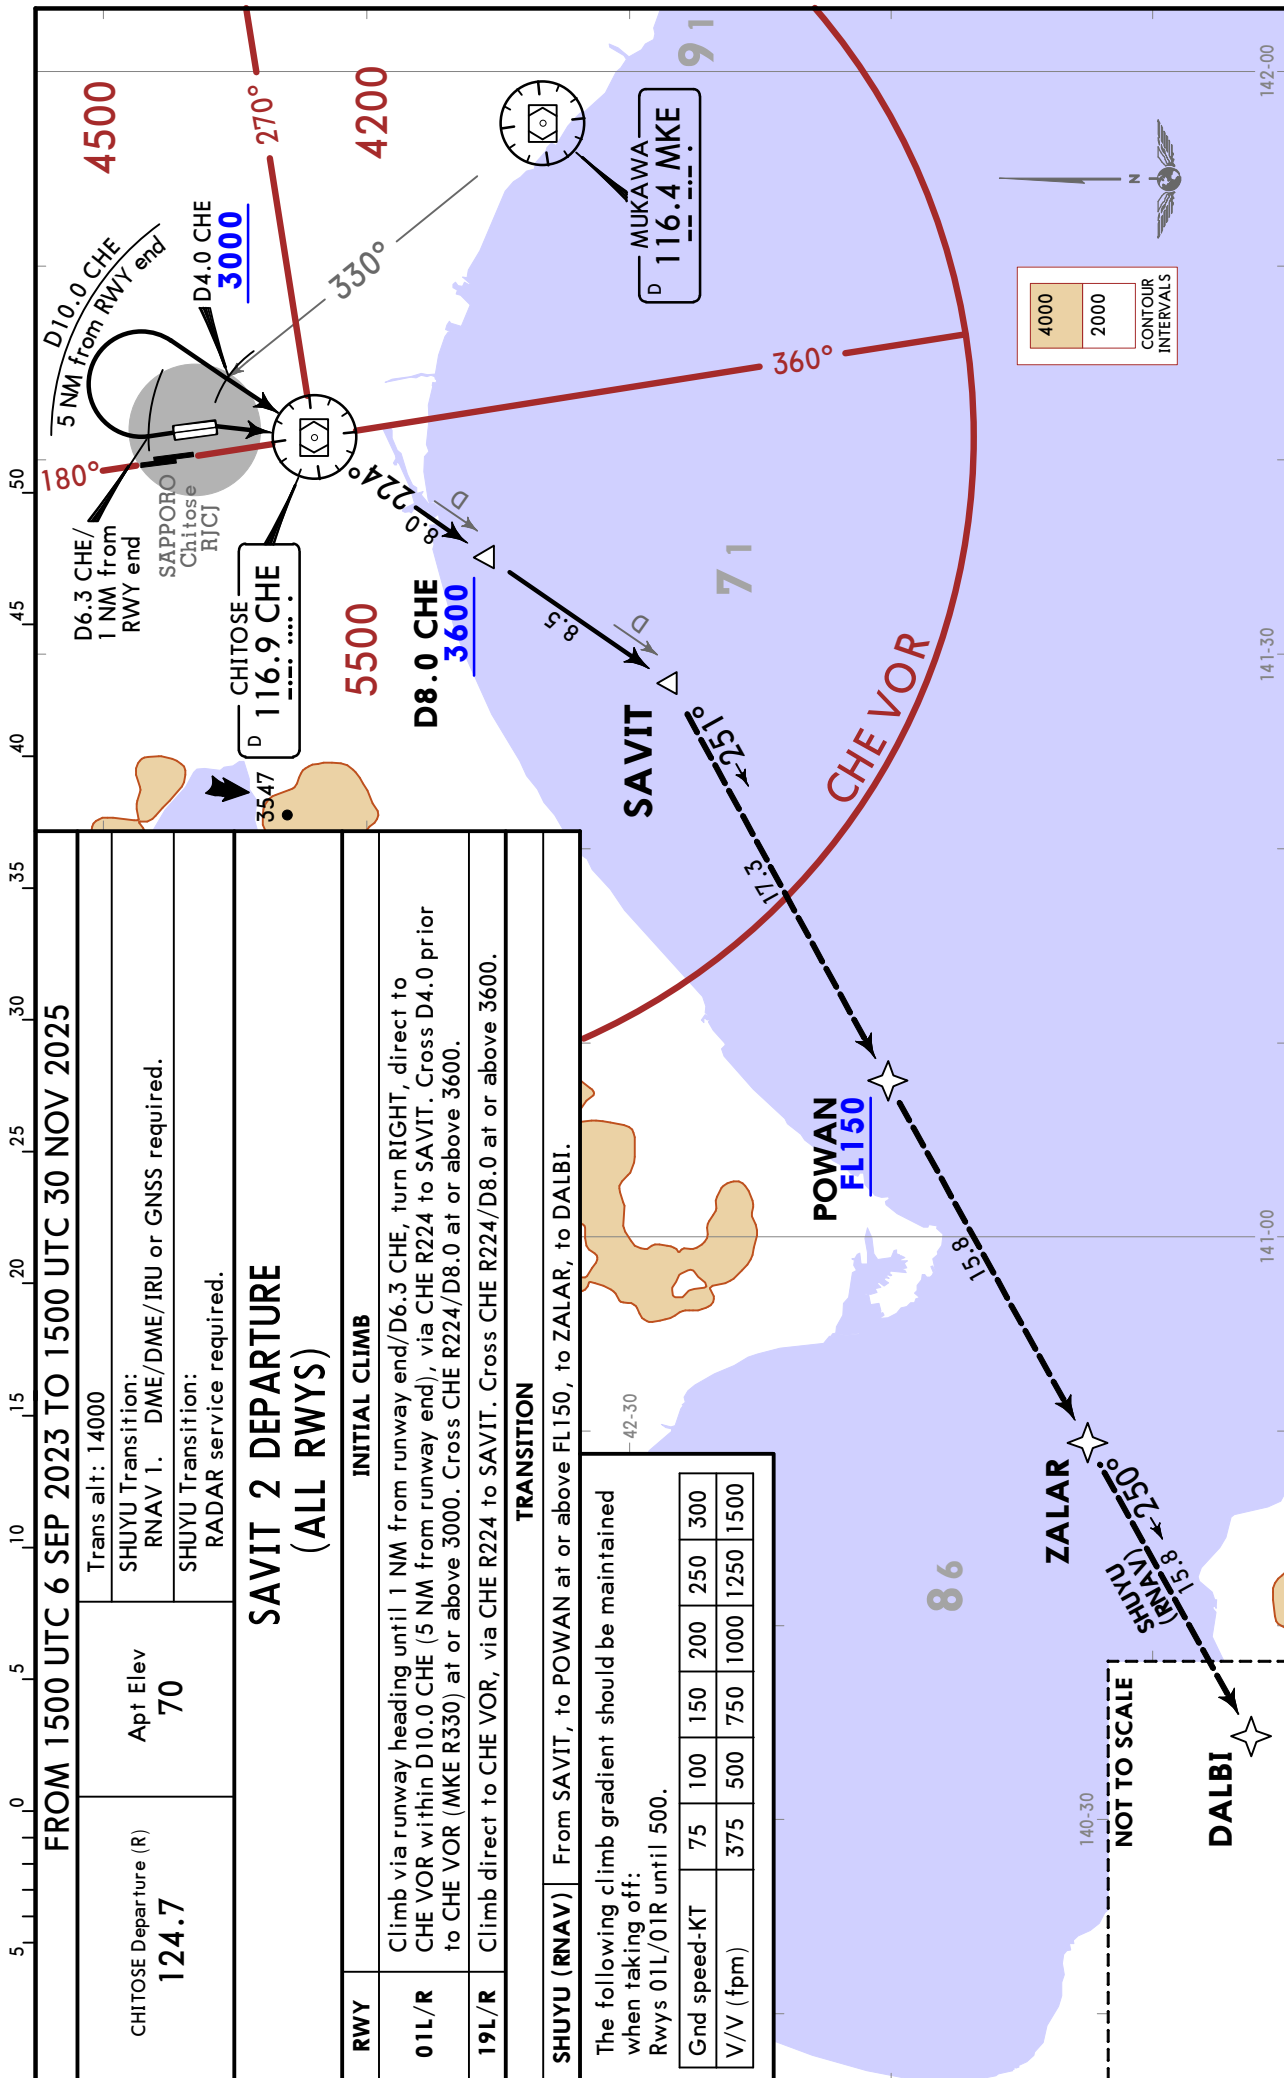 FROM 1500 UTC 6 SEP 2023 TO 1500 UTC 30 NOV 2025
CHITOSE Departure (R)
124.7
Apt Elev
70
Trans alt: 14000
SHUYU Transition:
RNAV 1. DME/DME/IRU or GNSS required.
SHUYU Transition:
RADAR service required.
SAVIT 2 DEPARTURE
(ALL RWYS)
RWY INITIAL CLIMB
01L/R
Climb via runway heading until 1 NM from runway end/D6.3 CHE, turn RIGHT, direct to
CHE VOR within D10.0 CHE (5 NM from runway end), via CHE R224 to SAVIT. Cross D4.0 prior
to CHE VOR (MKE R330) at or above 3000. Cross CHE R224/D8.0 at or above 3600.
19L/R Climb direct to CHE VOR, via CHE R224 to SAVIT. Cross CHE R224/D8.0 at or above 3600.
TRANSITION
SHUYU (RNAV) From SAVIT, to POWAN at or above FL150, to ZALAR, to DALBI.
The following climb gradient should be maintained
when taking off:
Rwys 01L/01R until 500.
Gnd speed-KT 75 100 150 200 250 300
V/V (fpm) 375 500 750 1000 1250 1500
5 0 5 10 15 20 25 30 35 40 45 50
D6.3 CHE/
1 NM from
RWY end
SAPPORO
Chitose
RJCJ
180°
D10.0 CHE
5 NM from RWY end
D4.0 CHE
3000
4500
270°
4200
330°
D CHITOSE
116.9 CHE
3547
5500
224°
8.0
D
D8.0 CHE
3600
8.5
D
SAVIT
251°
17.3
CHE VOR
360°
D MUKAWA
116.4 MKE
91
71
86
POWAN
FL150
15.8
ZALAR
250°
SHUYU
(RNAV)
15.8
DALBI
NOT TO SCALE
42-30
140-30
141-00
141-30
142-00
N
4000
2000
CONTOUR
INTERVALS